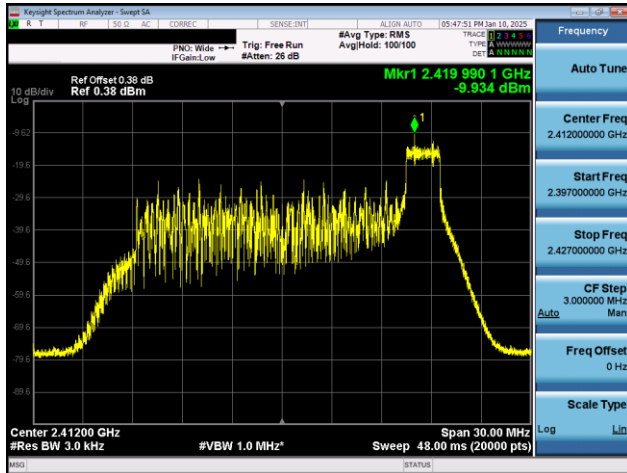 Keysight Spectrum Analyzer - Swept SA
R T RF 50 Ω AC CORREC SENSE:INT ALIGN AUTO 05:47:51 PM Jan 10, 2025
PNO: Wide
IFGain:Low
Trig: Free Run
#Atten: 26 dB
#Avg Type: RMS
Avg|Hold: 100/100
TRACE 1 2 3 4 5 6
TYPE A WWWWW
DET A N N N N N
Ref Offset 0.38 dB
Ref 0.38 dBm
10 dB/div
Log
Mkr1 2.419 990 1 GHz
-9.934 dBm
1
-9.62
-19.6
-29.6
-39.6
-49.6
-59.6
-69.6
-79.6
-89.6
Center 2.41200 GHz
#Res BW 3.0 kHz
#VBW 1.0 MHz*
Span 30.00 MHz
Sweep 48.00 ms (20000 pts)
MSG
STATUS
Frequency
Auto Tune
Center Freq
2.412000000 GHz
Start Freq
2.397000000 GHz
Stop Freq
2.427000000 GHz
CF Step
3.000000 MHz
Auto Man
Freq Offset
0 Hz
Scale Type
Log Lin